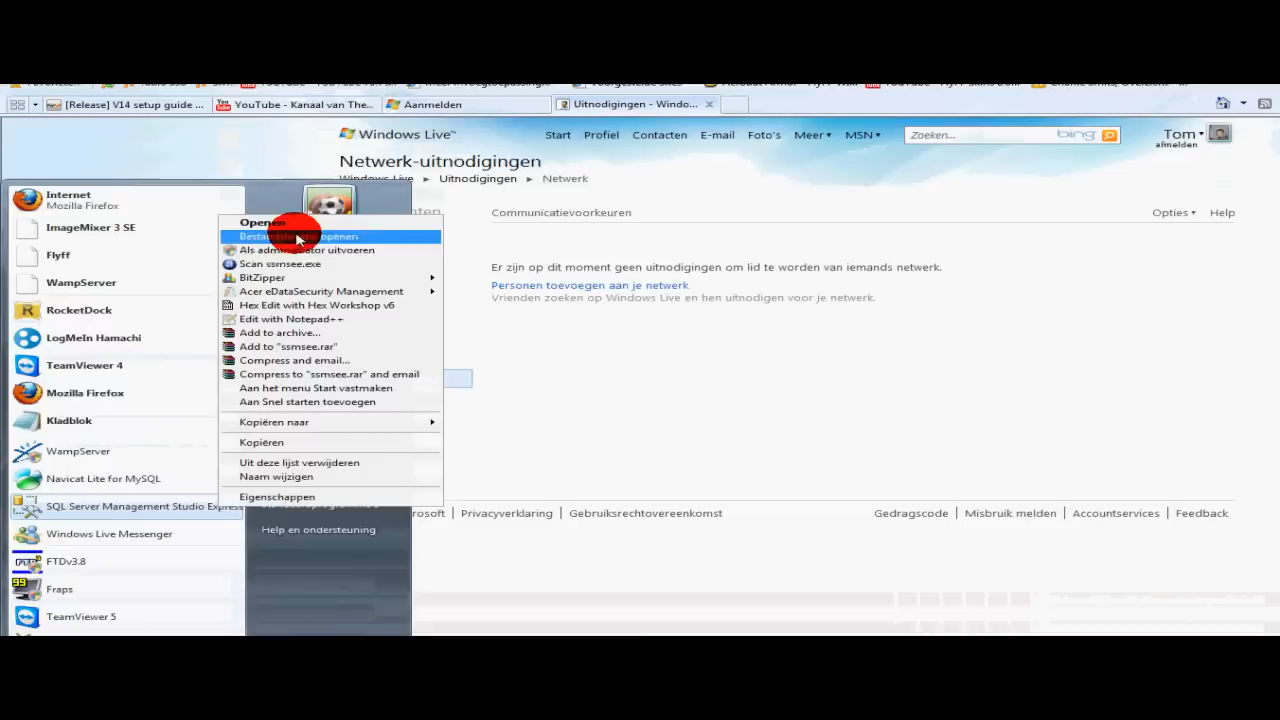 [Release] V14 setup guide ...
YouTube - Kanaal van The...
Aanmelden
Uitnodigingen - Windo...
Windows Live™
Start Profiel Contacten E-mail Foto's Meer MSN
Zoeken...
bing
Tom
afmelden
Netwerk-uitnodigingen
Windows Live ▸ Uitnodigingen ▸ Netwerk
Communicatievoorkeuren
Opties
Help
Er zijn op dit moment geen uitnodigingen om lid te worden van iemands netwerk.
Personen toevoegen aan je netwerk
Vrienden zoeken op Windows Live en hen uitnodigen voor je netwerk.
Privacyverklaring
Gebruiksrechtovereenkomst
Gedragscode
Misbruik melden
Accountservices
Feedback
Internet
Mozilla Firefox
ImageMixer 3 SE
Flyff
WampServer
RocketDock
LogMeIn Hamachi
TeamViewer 4
Mozilla Firefox
Kladblok
WampServer
Navicat Lite for MySQL
SQL Server Management Studio Express
Windows Live Messenger
FTDv3.8
99
Fraps
TeamViewer 5
Openen
openen
Als administrator uitvoeren
Scan ssmsee.exe
BitZipper
Acer eDataSecurity Management
Hex Edit with Hex Workshop v6
Edit with Notepad++
Add to archive...
Add to "ssmsee.rar"
Compress and email...
Compress to "ssmsee.rar" and email
Aan het menu Start vastmaken
Aan Snel starten toevoegen
Kopiëren naar
Kopiëren
Uit deze lijst verwijderen
Naam wijzigen
Eigenschappen
Help en ondersteuning